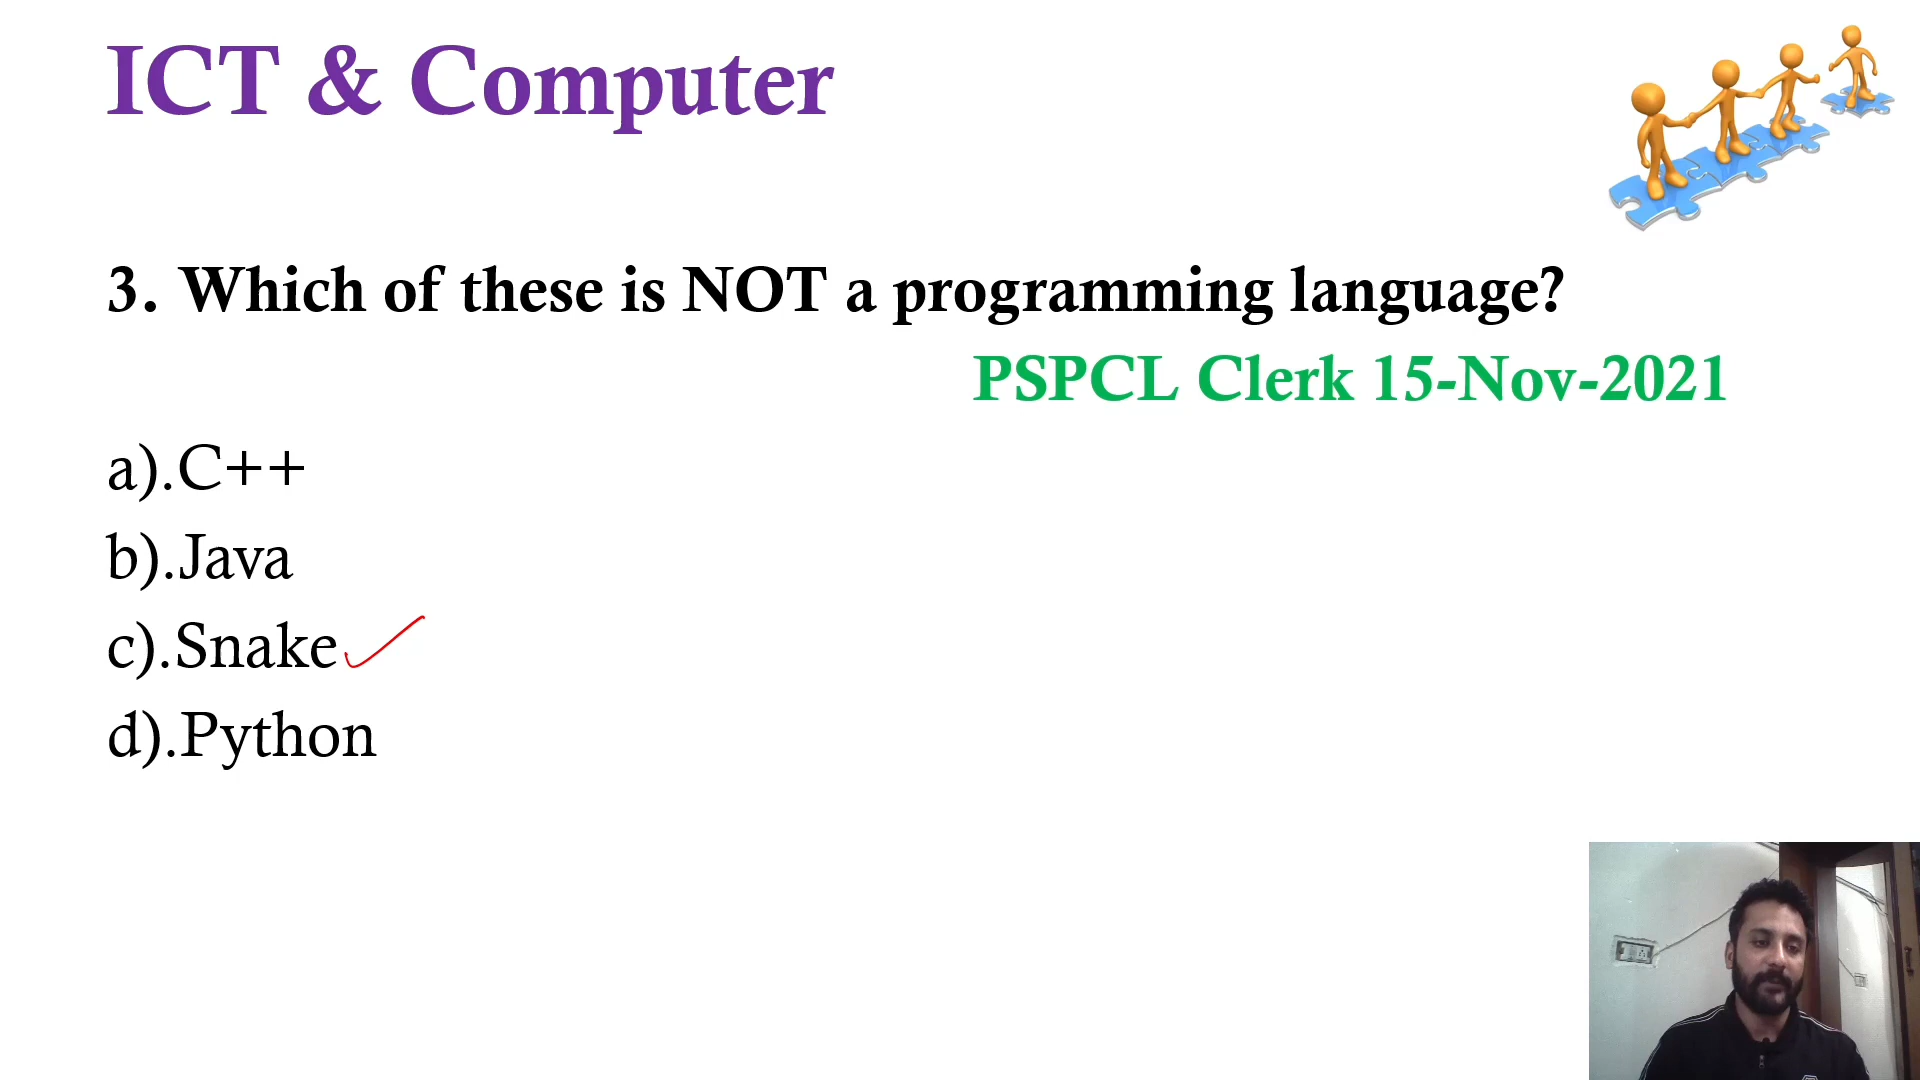 ICT & Computer
3. Which of these is NOT a programming language?
PSPCL Clerk 15-Nov-2021
a).C++
b).Java
c).Snake
d).Python